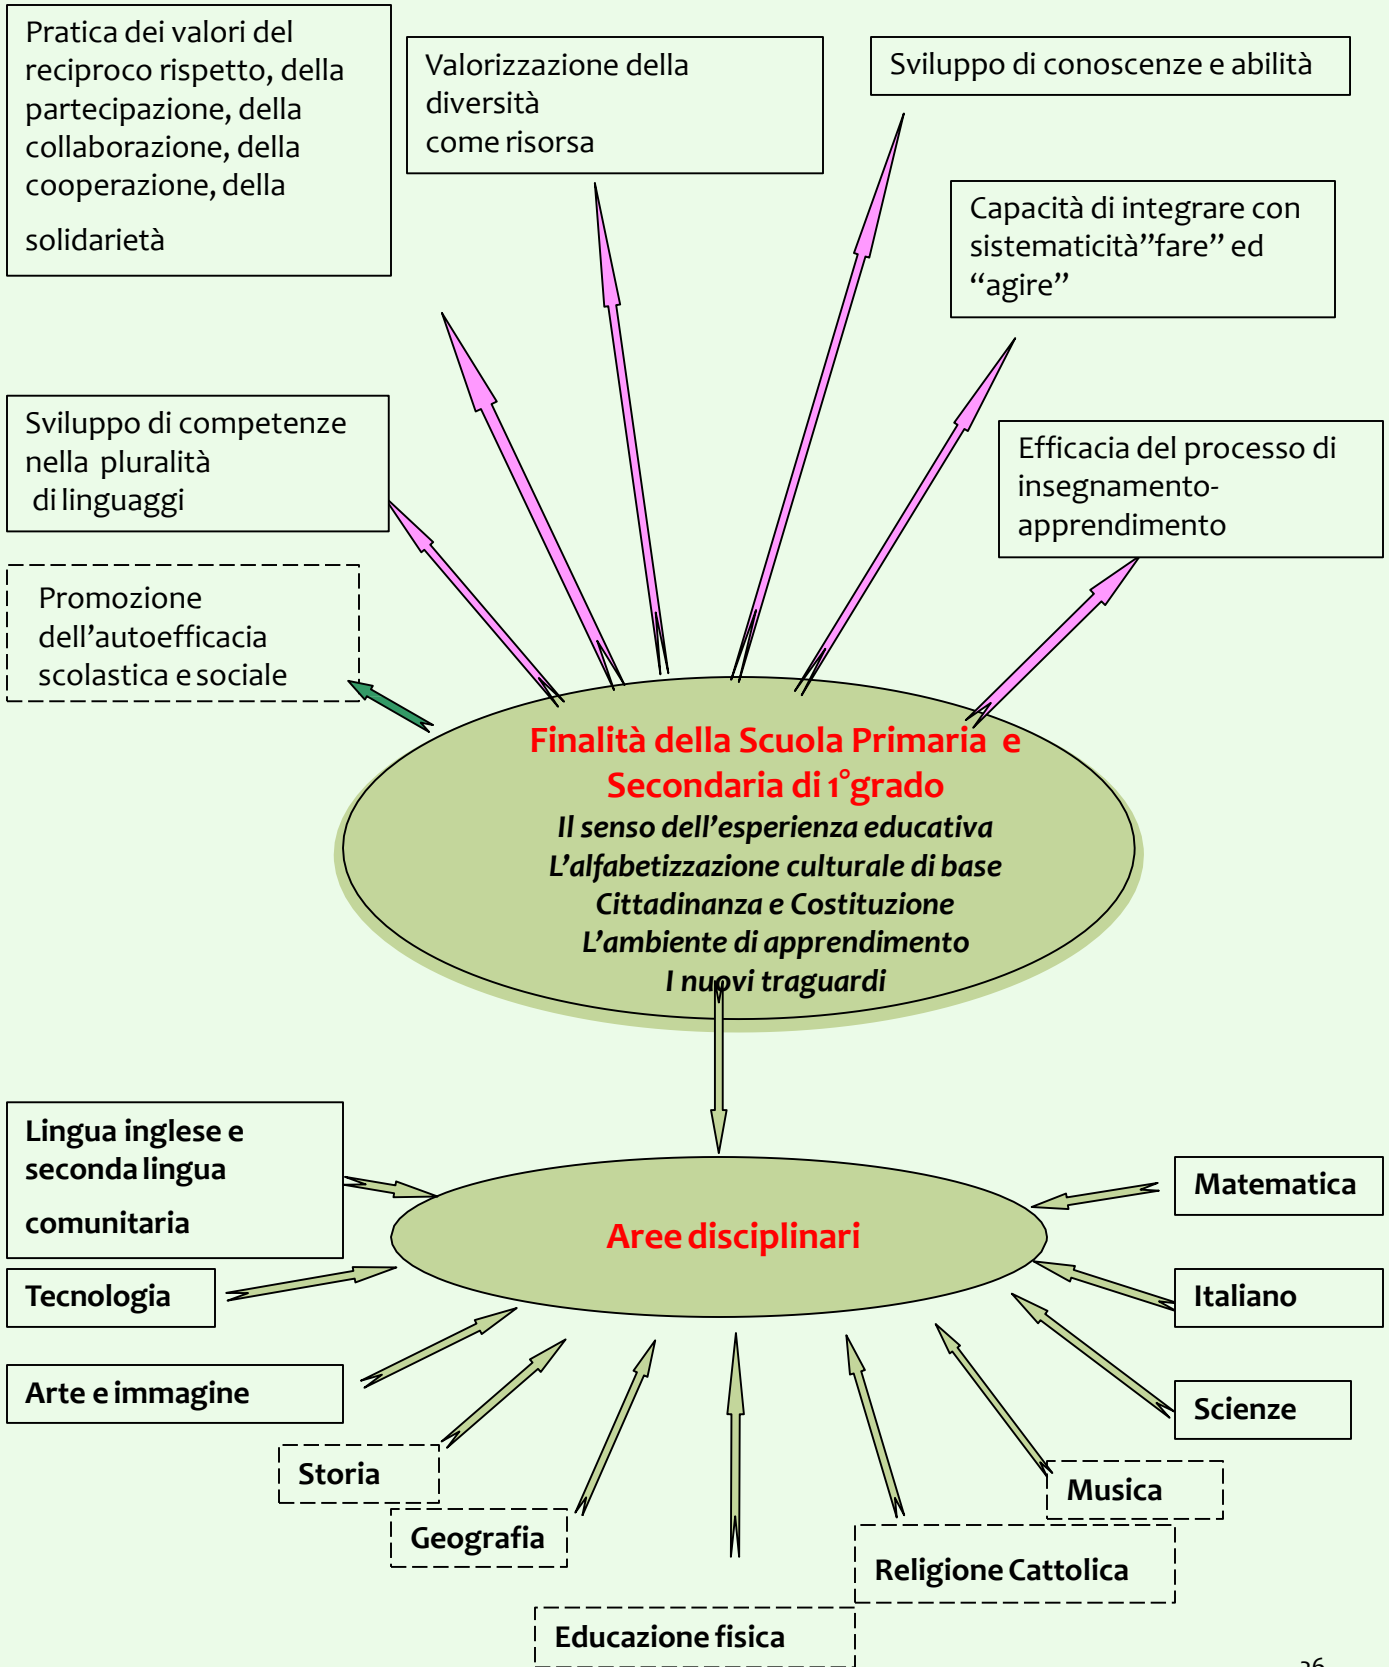 Pratica dei valori del
reciproco rispetto, della
partecipazione, della
collaborazione, della
cooperazione, della
solidarietà
Valorizzazione della
diversità
come risorsa
Sviluppo di conoscenze e abilità
Capacità di integrare con
sistematicità”fare” ed
“agire”
Sviluppo di competenze
nella pluralità
di linguaggi
Efficacia del processo di
insegnamento-
apprendimento
Promozione
dell’autoefficacia
scolastica e sociale
Finalità della Scuola Primaria e
Secondaria di 1°grado
Il senso dell’esperienza educativa
L’alfabetizzazione culturale di base
Cittadinanza e Costituzione
L’ambiente di apprendimento
I nuovi traguardi
Lingua inglese e
seconda lingua
comunitaria
Matematica
Aree disciplinari
Tecnologia
Italiano
Arte e immagine
Scienze
Storia
Musica
Geografia
Religione Cattolica
Educazione fisica